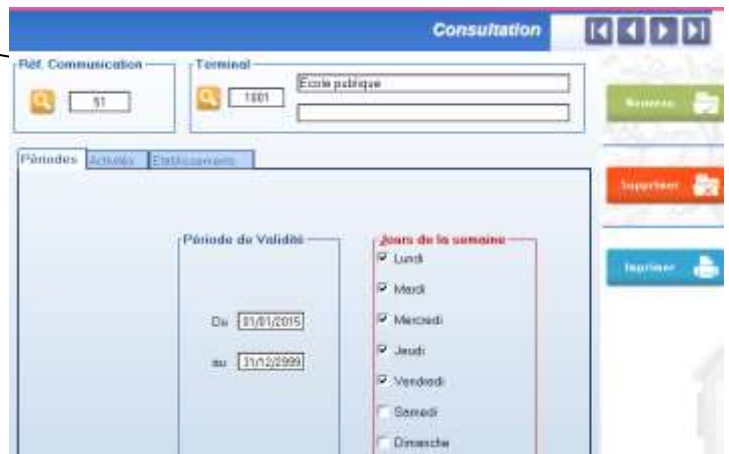 Consultation
Réf. Communication
Terminal
51
1001
Ecole publique
Nouveau
Périodes
Activités
Etablissements
Supprimer
Période de Validité
Jours de la semaine
Lundi
Imprimer
Mardi
Du 01/01/2015
Mercredi
au 31/12/2999
Jeudi
Vendredi
Samedi
Dimanche